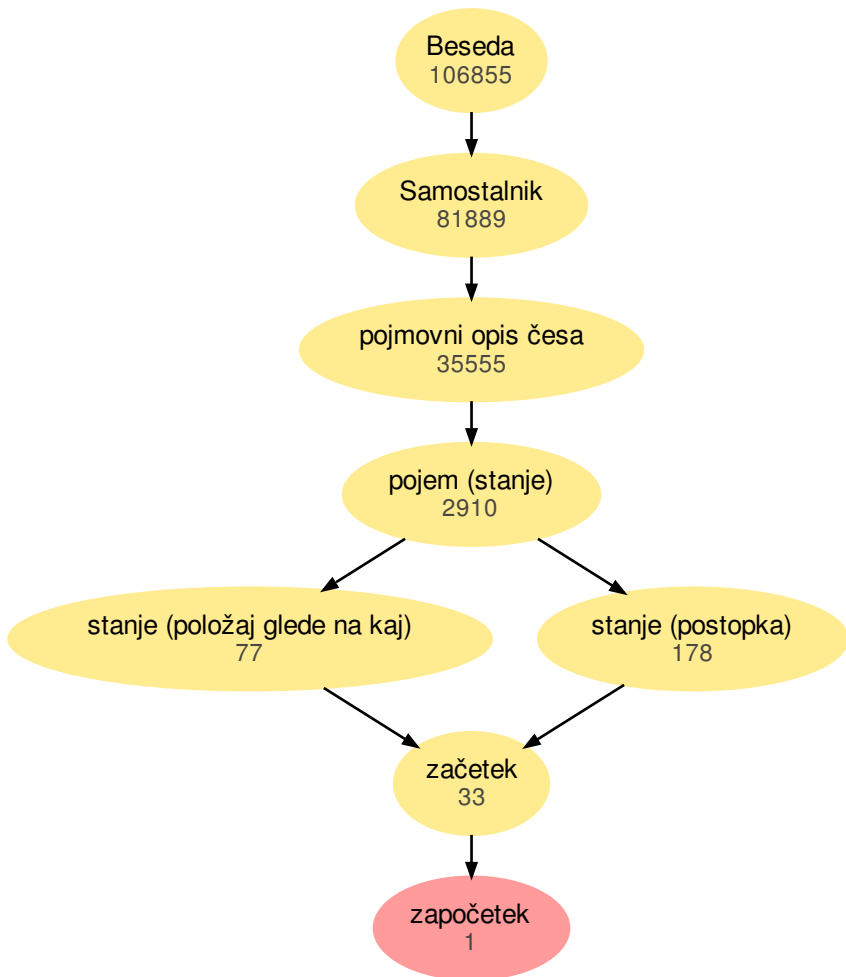 Beseda
106855
Samostalnik
81889
pojmovni opis česa
35555
pojem (stanje)
2910
stanje (položaj glede na kaj)
77
stanje (postopka)
178
začetek
33
započetek
1